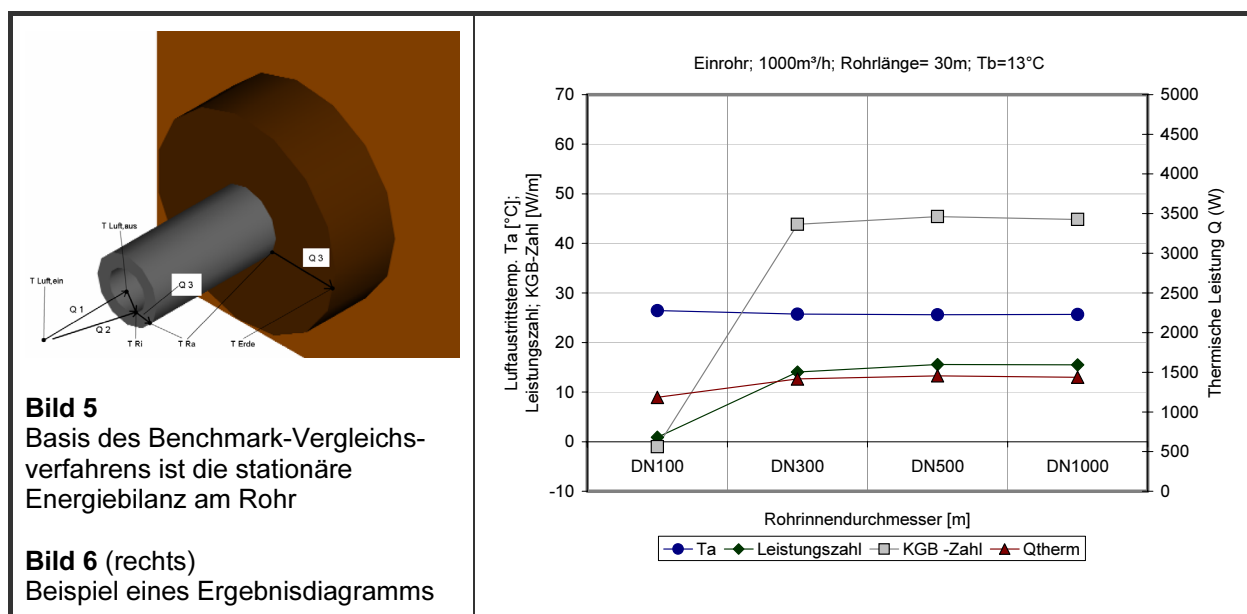 T Luft,aus
T Luft,ein
Q 3
Q 3
Q 1
Q 2
T Ri
T Ra
T Erde
Bild 5
Basis des Benchmark-Vergleichs-
verfahrens ist die stationäre
Energiebilanz am Rohr
Bild 6 (rechts)
Beispiel eines Ergebnisdiagramms
Einrohr; 1000m³/h; Rohrlänge= 30m; Tb=13°C
Luftaustrittstemp. Ta [°C];
Leistungszahl; KGB-Zahl [W/m]
70
60
50
40
30
20
10
0
-10
DN100 DN300 DN500 DN1000
5000
4500
4000
3500
3000
2500
2000
1500
1000
500
0
Thermische Leistung Q (W)
Rohrinnendurchmesser [m]
Ta Leistungszahl KGB -Zahl Qtherm